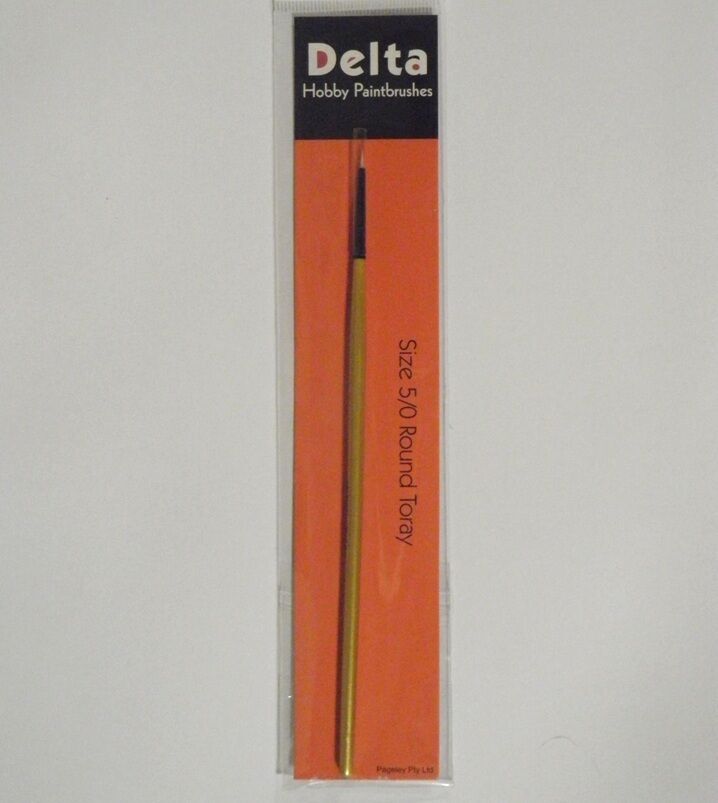 Delta
Hobby Paintbrushes
Size 5/0 Round Toray
Pageley Pty Ltd